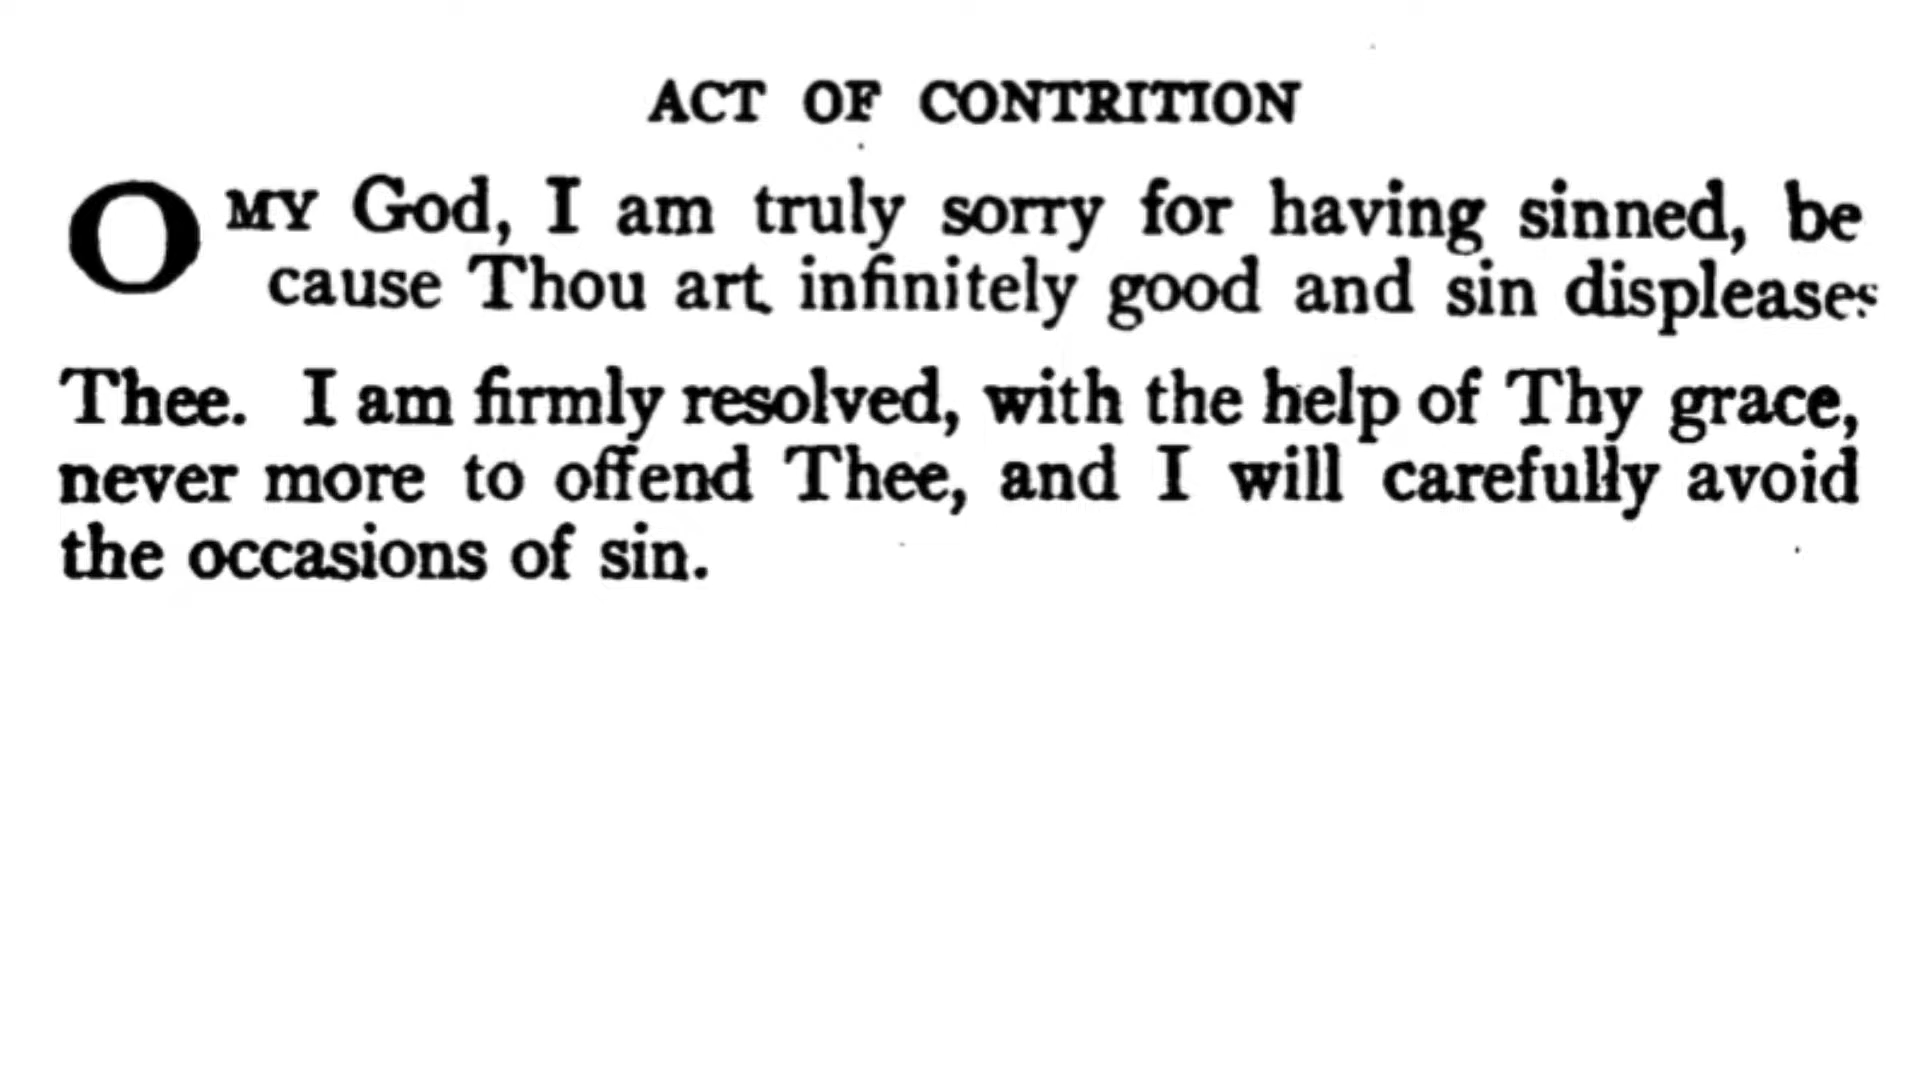 ACT OF CONTRITION
O MY God, I am truly sorry for having sinned, be
cause Thou art infinitely good and sin displeases
Thee. I am firmly resolved, with the help of Thy grace,
never more to offend Thee, and I will carefully avoid
the occasions of sin.